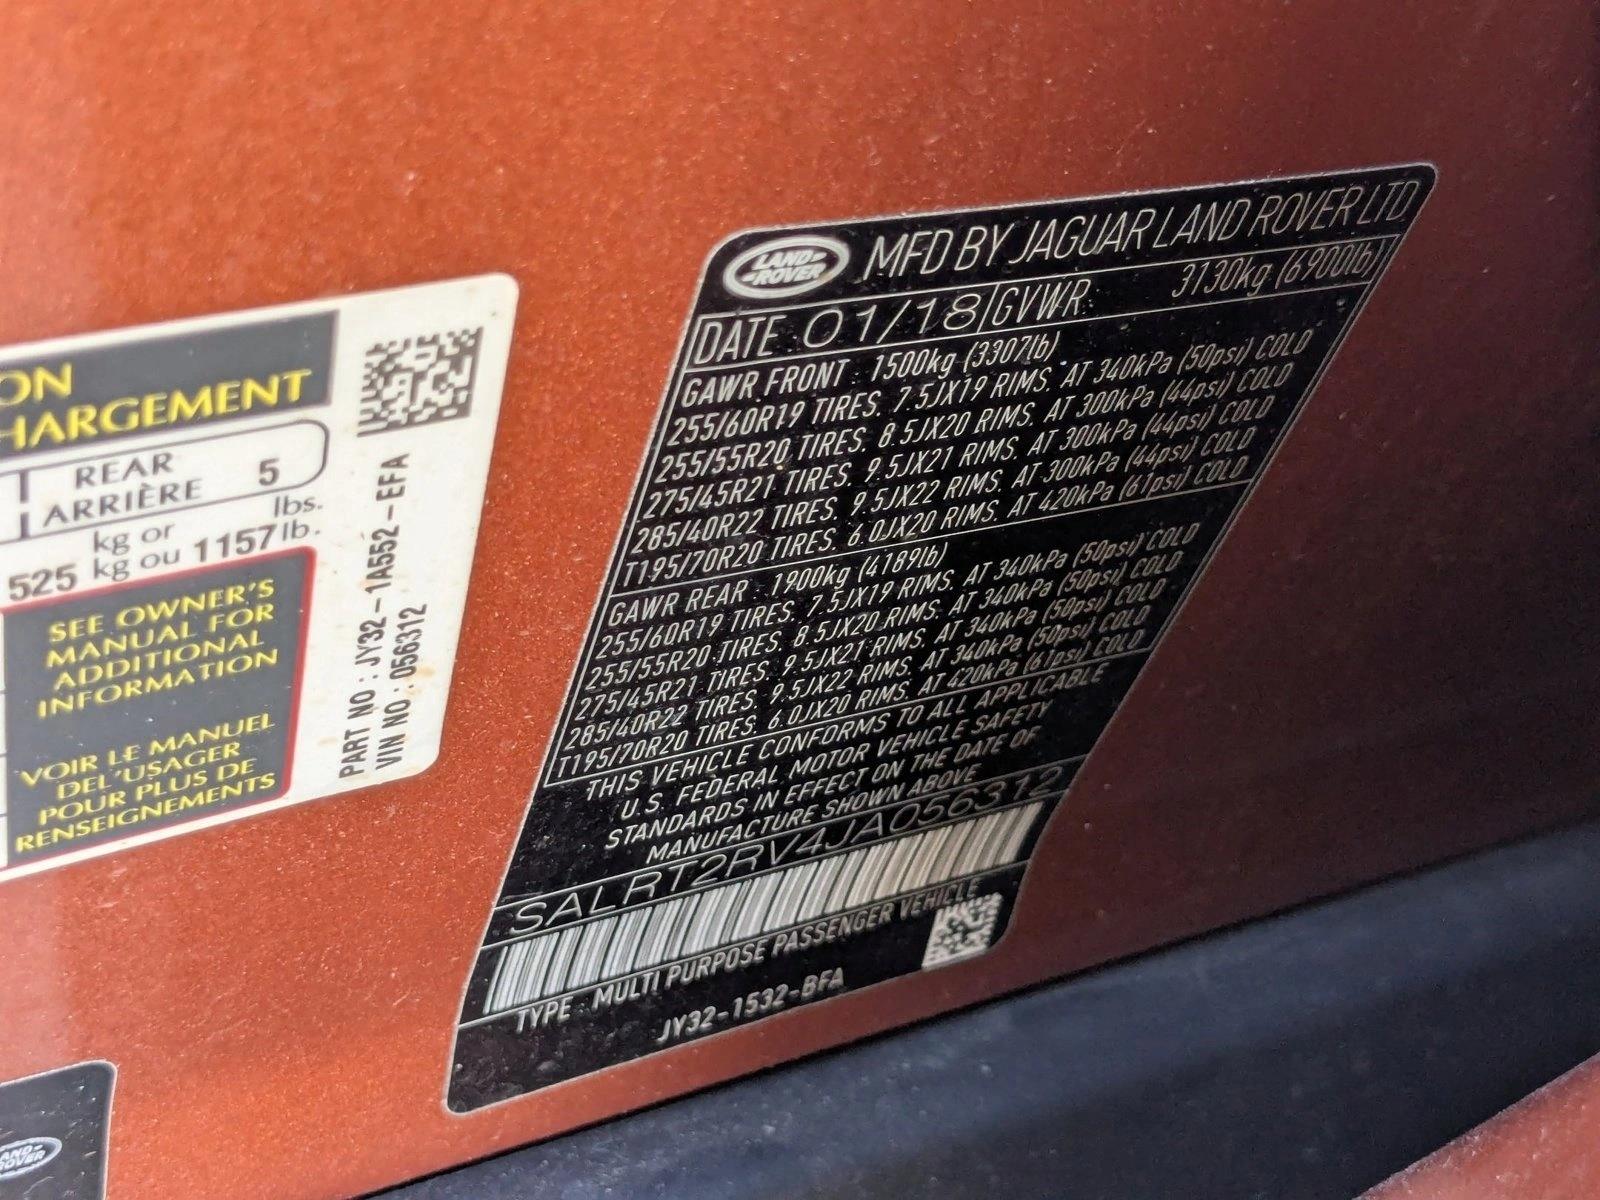 ON
HARGEMENT
REAR
ARRIÈRE 5
kg or lbs.
525 kg ou 1157 lb.
SEE OWNER'S
MANUAL FOR
ADDITIONAL
INFORMATION
VOIR LE MANUEL
DEL'USAGER
POUR PLUS DE
RENSEIGNEMENTS
PART NO : JY32-1A552-EFA
VIN NO : 056312
LAND-
-ROVER
MFD BY JAGUAR LAND ROVER LTD
DATE 01/18 GVWR: 3130kg (6900lb)
GAWR FRONT : 1500kg (3307lb)
255/60R19 TIRES. 7.5JX19 RIMS. AT 340kPa (50psi) COLD
255/55R20 TIRES. 8.5JX20 RIMS. AT 300kPa (44psi) COLD
275/45R21 TIRES. 9.5JX21 RIMS. AT 300kPa (44psi) COLD
285/40R22 TIRES. 9.5JX22 RIMS. AT 300kPa (44psi) COLD
T195/70R20 TIRES. 6.0JX20 RIMS. AT 420kPa (61psi) COLD
GAWR REAR : 1900kg (4189lb)
255/60R19 TIRES. 7.5JX19 RIMS. AT 340kPa (50psi) COLD
255/55R20 TIRES. 8.5JX20 RIMS. AT 340kPa (50psi) COLD
275/45R21 TIRES. 9.5JX21 RIMS. AT 340kPa (50psi) COLD
285/40R22 TIRES. 9.5JX22 RIMS. AT 340kPa (50psi) COLD
T195/70R20 TIRES. 6.0JX20 RIMS. AT 420kPa (61psi) COLD
THIS VEHICLE CONFORMS TO ALL APPLICABLE
U.S. FEDERAL MOTOR VEHICLE SAFETY
STANDARDS IN EFFECT ON THE DATE OF
MANUFACTURE SHOWN ABOVE
SALRT2RV4JA056312
TYPE : MULTI PURPOSE PASSENGER VEHICLE
JY32-1532-BFA
AND-
OVER